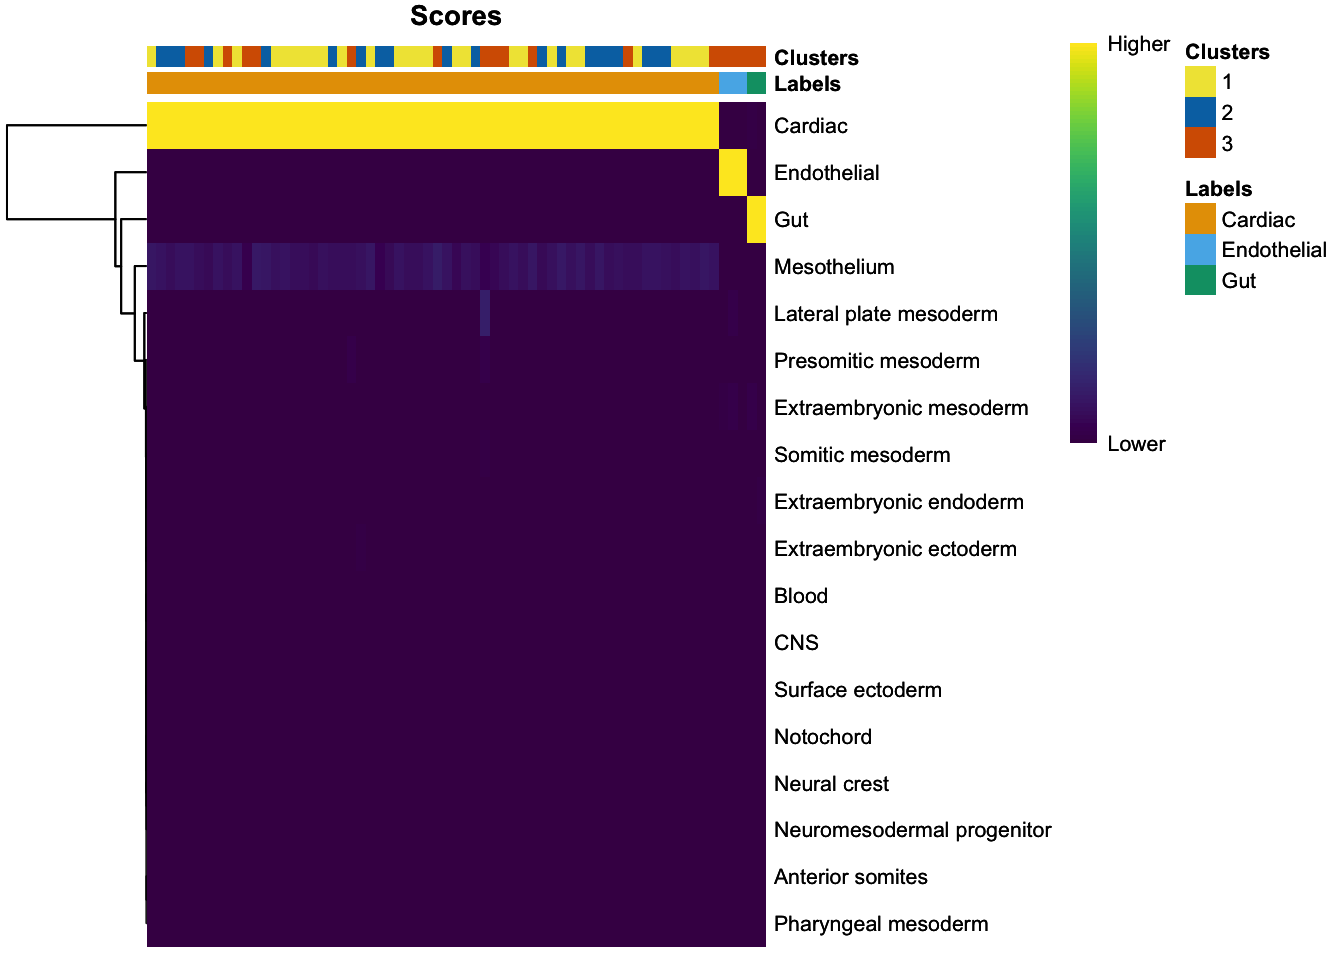 Scores
Clusters
Labels
Cardiac
Endothelial
Gut
Mesothelium
Lateral plate mesoderm
Presomitic mesoderm
Extraembryonic mesoderm
Somitic mesoderm
Extraembryonic endoderm
Extraembryonic ectoderm
Blood
CNS
Surface ectoderm
Notochord
Neural crest
Neuromesodermal progenitor
Anterior somites
Pharyngeal mesoderm
Higher
Lower
Clusters
1
2
3
Labels
Cardiac
Endothelial
Gut